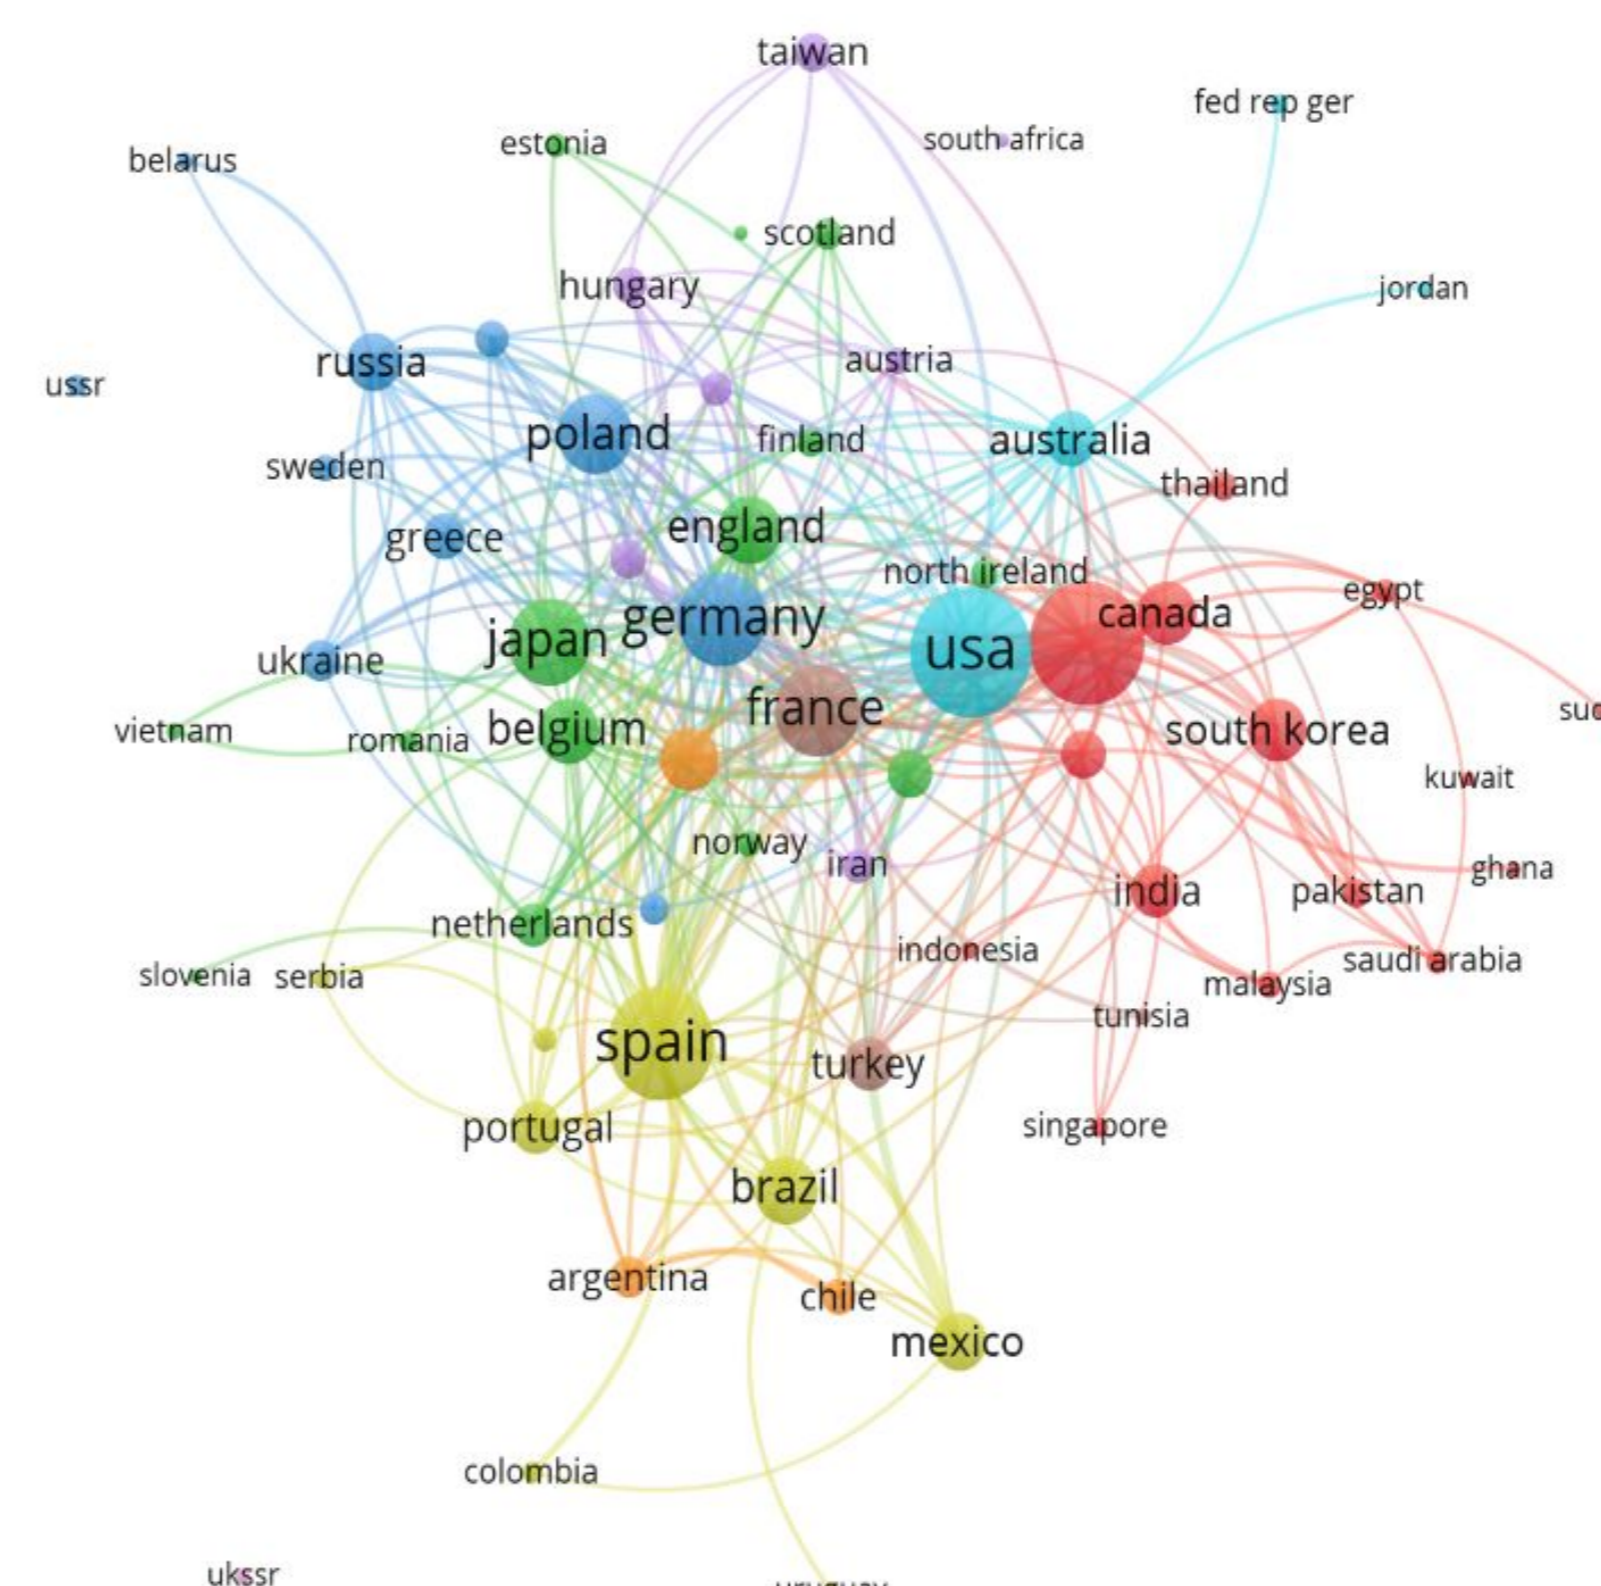 taiwan
fed rep ger
south africa
estonia
belarus
scotland
hungary
jordan
austria
russia
ussr
poland
finland
australia
sweden
thailand
england
greece
north ireland
egypt
canada
germany
japan
usa
ukraine
france
suc
belgium
south korea
vietnam
romania
kuwait
norway
iran
ghana
india
pakistan
netherlands
indonesia
saudi arabia
slovenia
serbia
malaysia
tunisia
spain
turkey
singapore
portugal
brazil
argentina
chile
mexico
colombia
ukssr